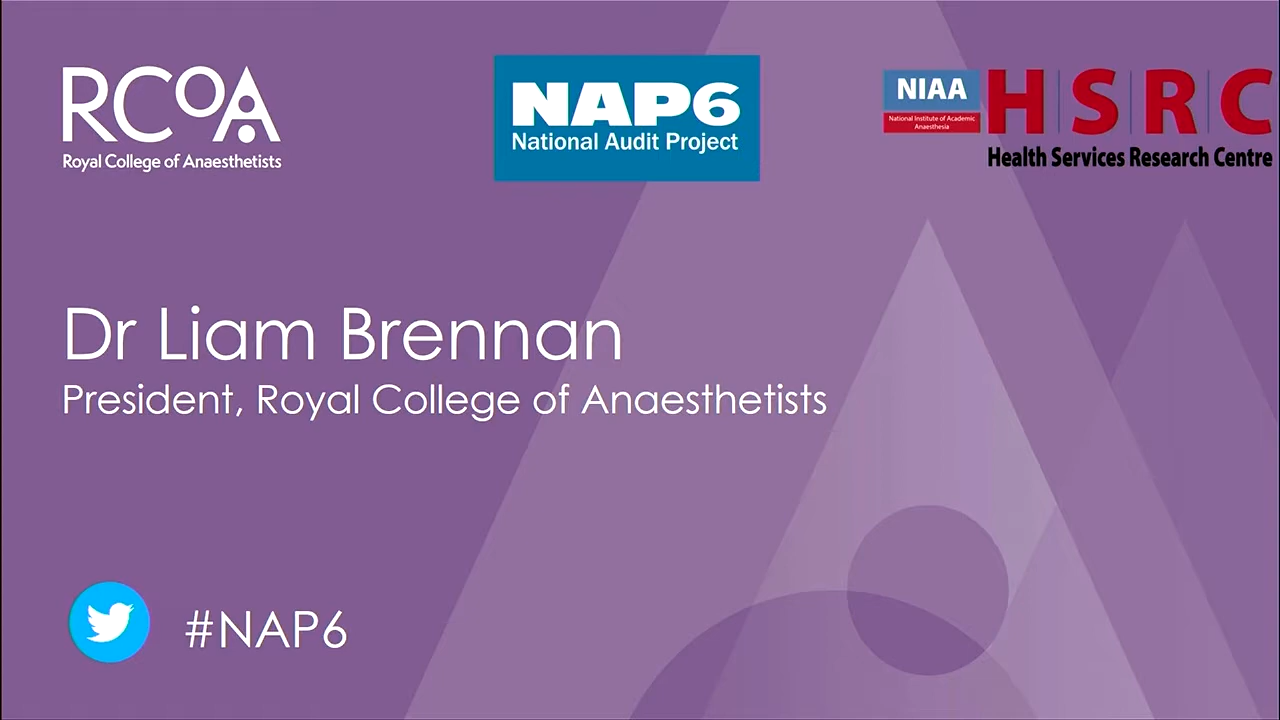 RCoA
Royal College of Anaesthetists
NAP6
National Audit Project
NIAA
National Institute of Academic
Anaesthesia
HSRC
Health Services Research Centre
Dr Liam Brennan
President, Royal College of Anaesthetists
#NAP6